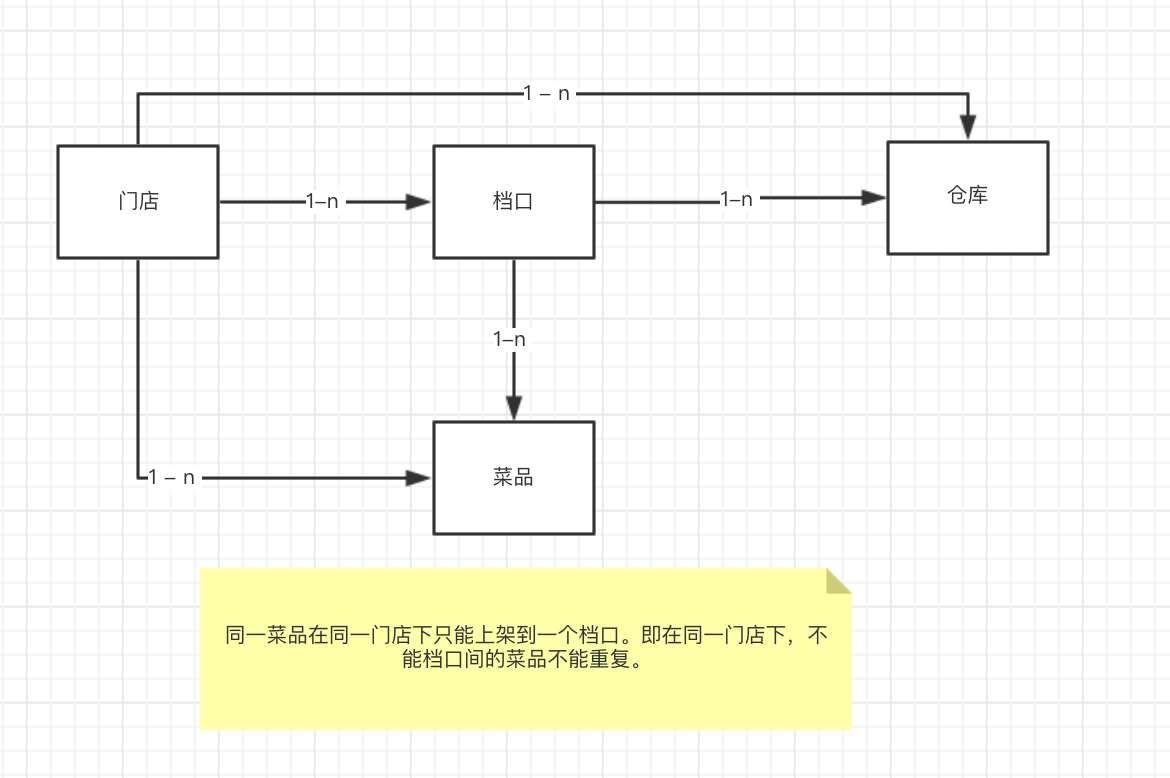 1 – n
门店
1–n
档口
1–n
仓库
1–n
1 – n
菜品
同一菜品在同一门店下只能上架到一个档口。即在同一门店下，不
能档口间的菜品不能重复。